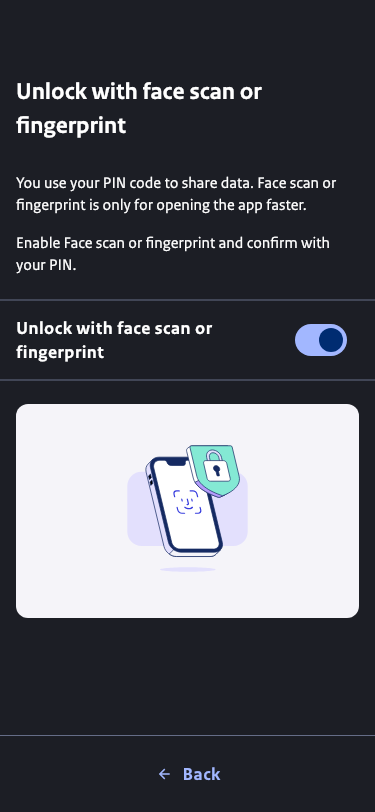 Unlock with face scan or
fingerprint
You use your PIN code to share data. Face scan or
fingerprint is only for opening the app faster.
Enable Face scan or fingerprint and confirm with
your PIN.
Unlock with face scan or
fingerprint
Back